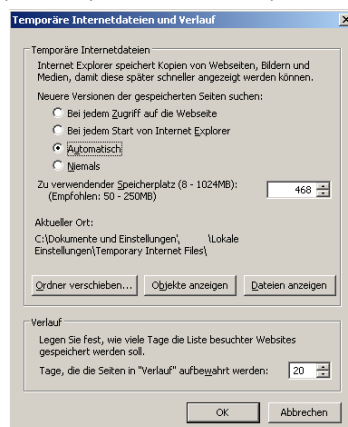 Temporäre Internetdateien und Verlauf
Temporäre Internetdateien
Internet Explorer speichert Kopien von Webseiten, Bildern und
Medien, damit diese später schneller angezeigt werden können.
Neuere Versionen der gespeicherten Seiten suchen:
Bei jedem Zugriff auf die Webseite
Bei jedem Start von Internet Explorer
Automatisch
Niemals
Zu verwendender Speicherplatz (8 - 1024MB):
468
(Empfohlen: 50 - 250MB)
Aktueller Ort:
C:\Dokumente und Einstellungen\ \Lokale
Einstellungen\Temporary Internet Files\
Ordner verschieben...
Objekte anzeigen
Dateien anzeigen
Verlauf
Legen Sie fest, wie viele Tage die Liste besuchter Websites
gespeichert werden soll.
Tage, die die Seiten in "Verlauf" aufbewahrt werden:
20
OK
Abbrechen